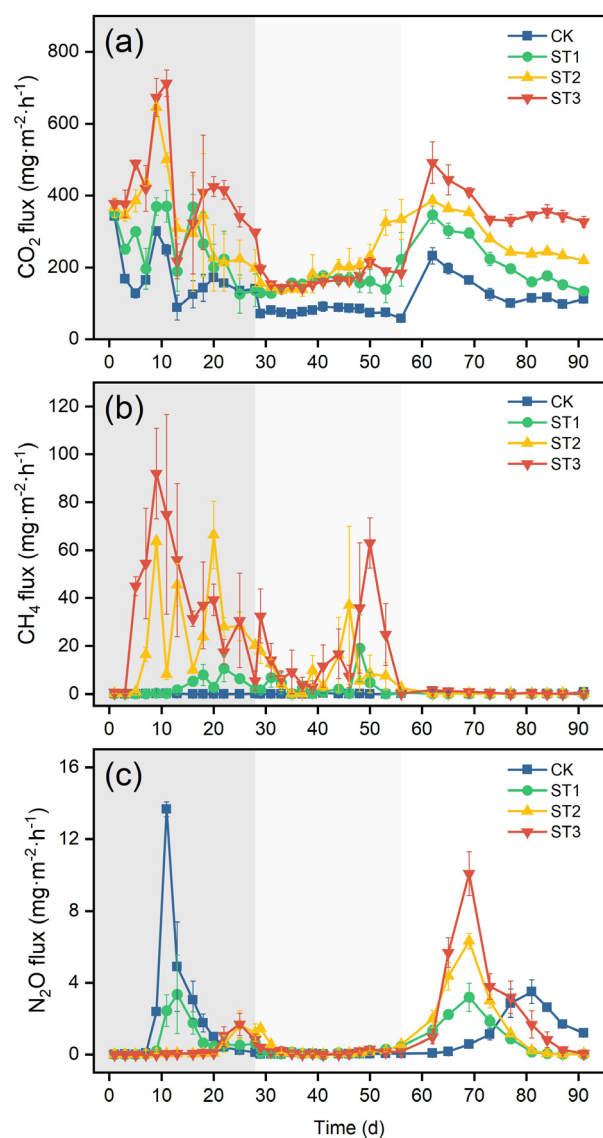 (a)
CK
ST1
ST2
ST3
CO₂ flux (mg·m⁻²·h⁻¹)
800
600
400
200
0
0 10 20 30 40 50 60 70 80 90
(b)
CK
ST1
ST2
ST3
CH₄ flux (mg·m⁻²·h⁻¹)
120
100
80
60
40
20
0
0 10 20 30 40 50 60 70 80 90
(c)
CK
ST1
ST2
ST3
N₂O flux (mg·m⁻²·h⁻¹)
16
12
8
4
0
0 10 20 30 40 50 60 70 80 90
Time (d)